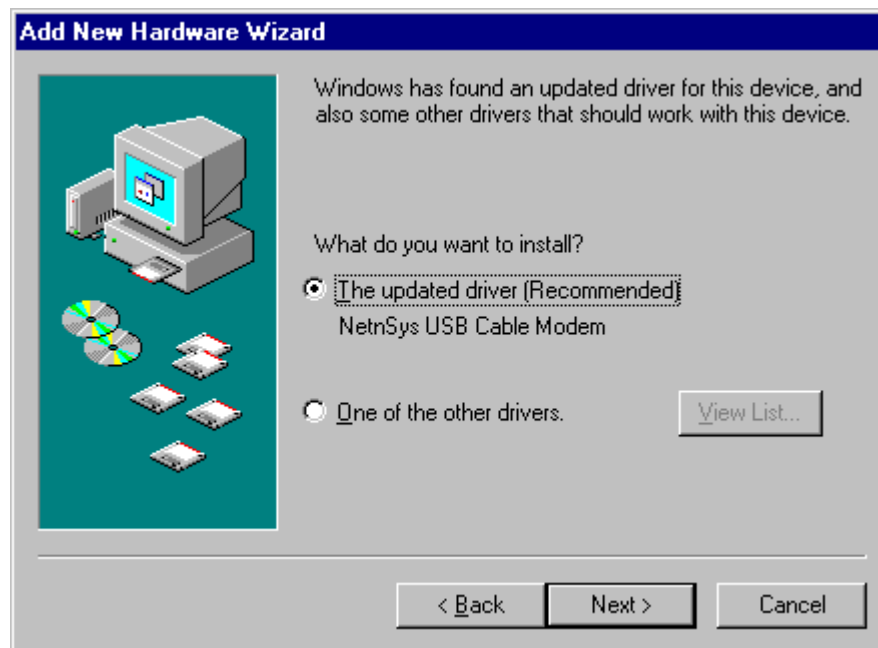 Add New Hardware Wizard
Windows has found an updated driver for this device, and
also some other drivers that should work with this device.
What do you want to install?
The updated driver (Recommended)
NetnSys USB Cable Modem
One of the other drivers.
View List...
< Back
Next >
Cancel